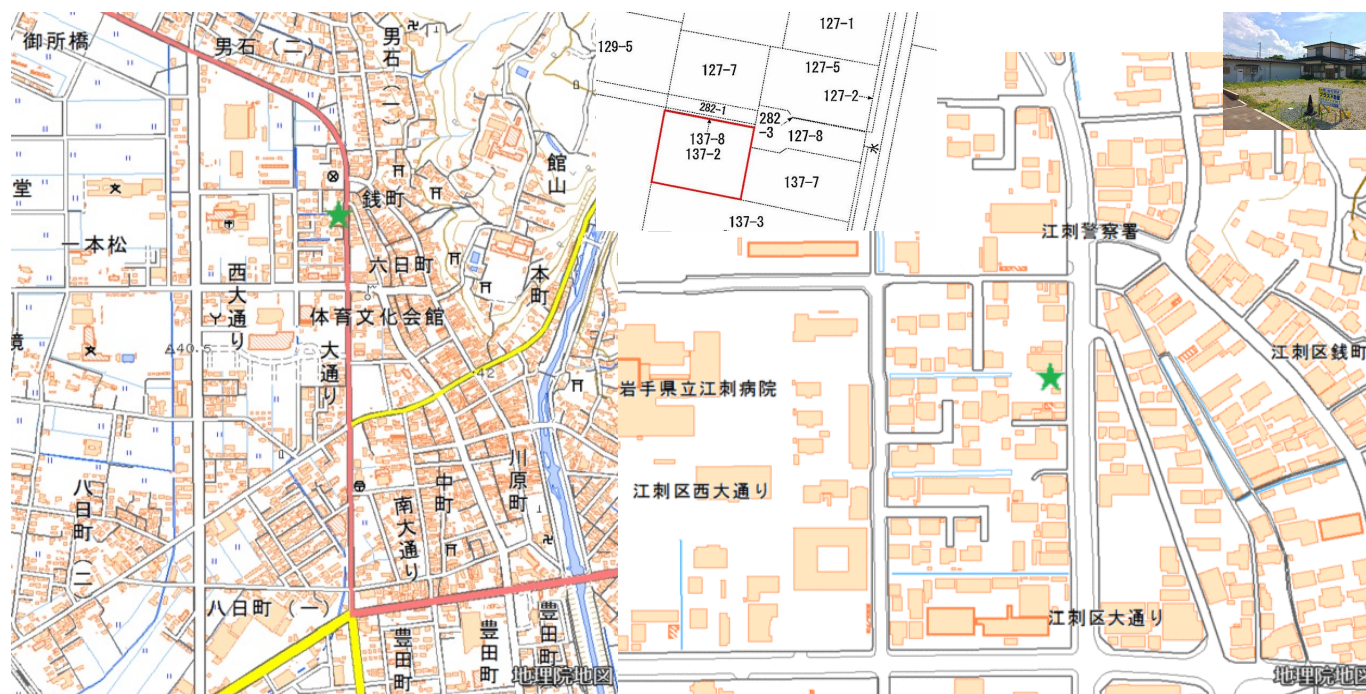 御所橋
男石(二)
男石(一)
堂
一本松
銭町
館山
六日町
本町
西大通り
体育文化会館
大通り
鏡
40.5
42
八日町(二)
中町
川原町
南大通り
八日町(一)
豊田町
豊田町
豊田町
地理院地図
129-5
127-1
127-7
127-5
127-2
282-1
282
-3
127-8
137-8
137-2
137-7
137-3
水
江刺警察署
江刺区銭町
岩手県立江刺病院
江刺区西大通り
江刺区大通り
地理院地図